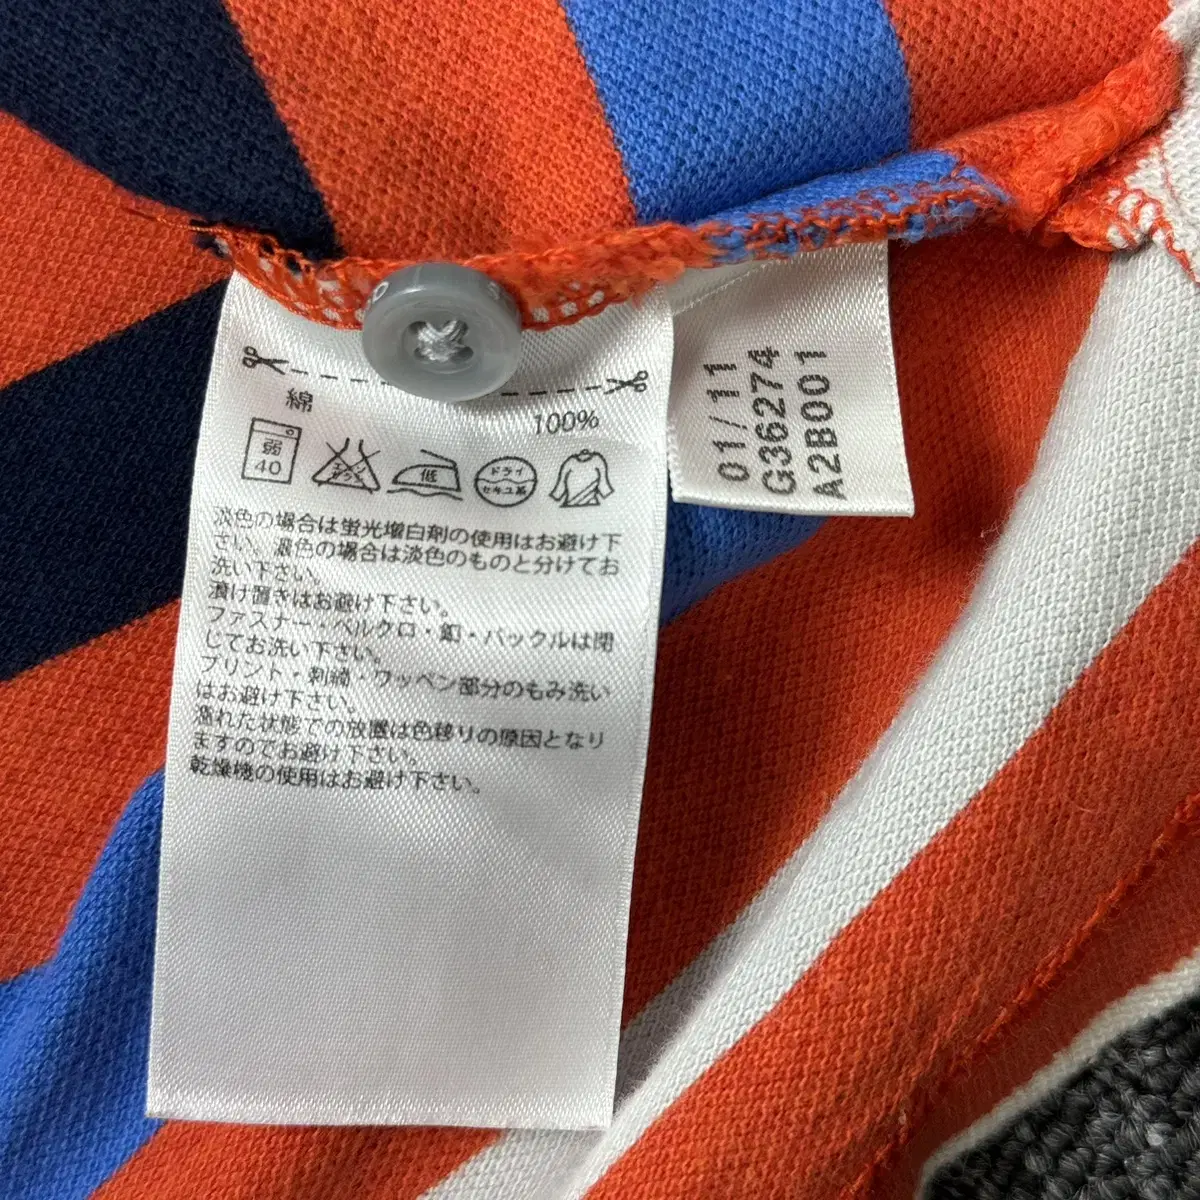 綿
100%
弱
40
低
ドライ
セキユ系
淡色の場合は蛍光増白剤の使用はお避け下
さい。濃色の場合は淡色のものと分けてお
洗い下さい。
漬け置きはお避け下さい。
ファスナー・ベルクロ・釦・バックルは閉
じてお洗い下さい。
プリント・刺繍・ワッペン部分のもみ洗い
はお避け下さい。
濡れた状態での放置は色移りの原因となり
ますのでお避け下さい。
乾燥機の使用はお避け下さい。
01/11
G36274
A2B001